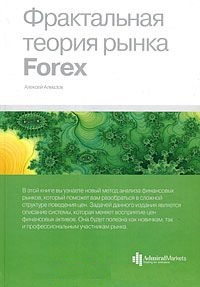 Фрактальная
теория рынка
Forex
Алексей Алмазов
В этой книге вы узнаете новый метод анализа финансовых
рынков, который поможет вам разобраться в сложной
структуре поведения цен. Задачей данного издания является
описание системы, которая меняет восприятие цен
финансовых активов. Она будет полезна как новичкам, так
и профессиональным участникам рынка.
AdmiralMarkets